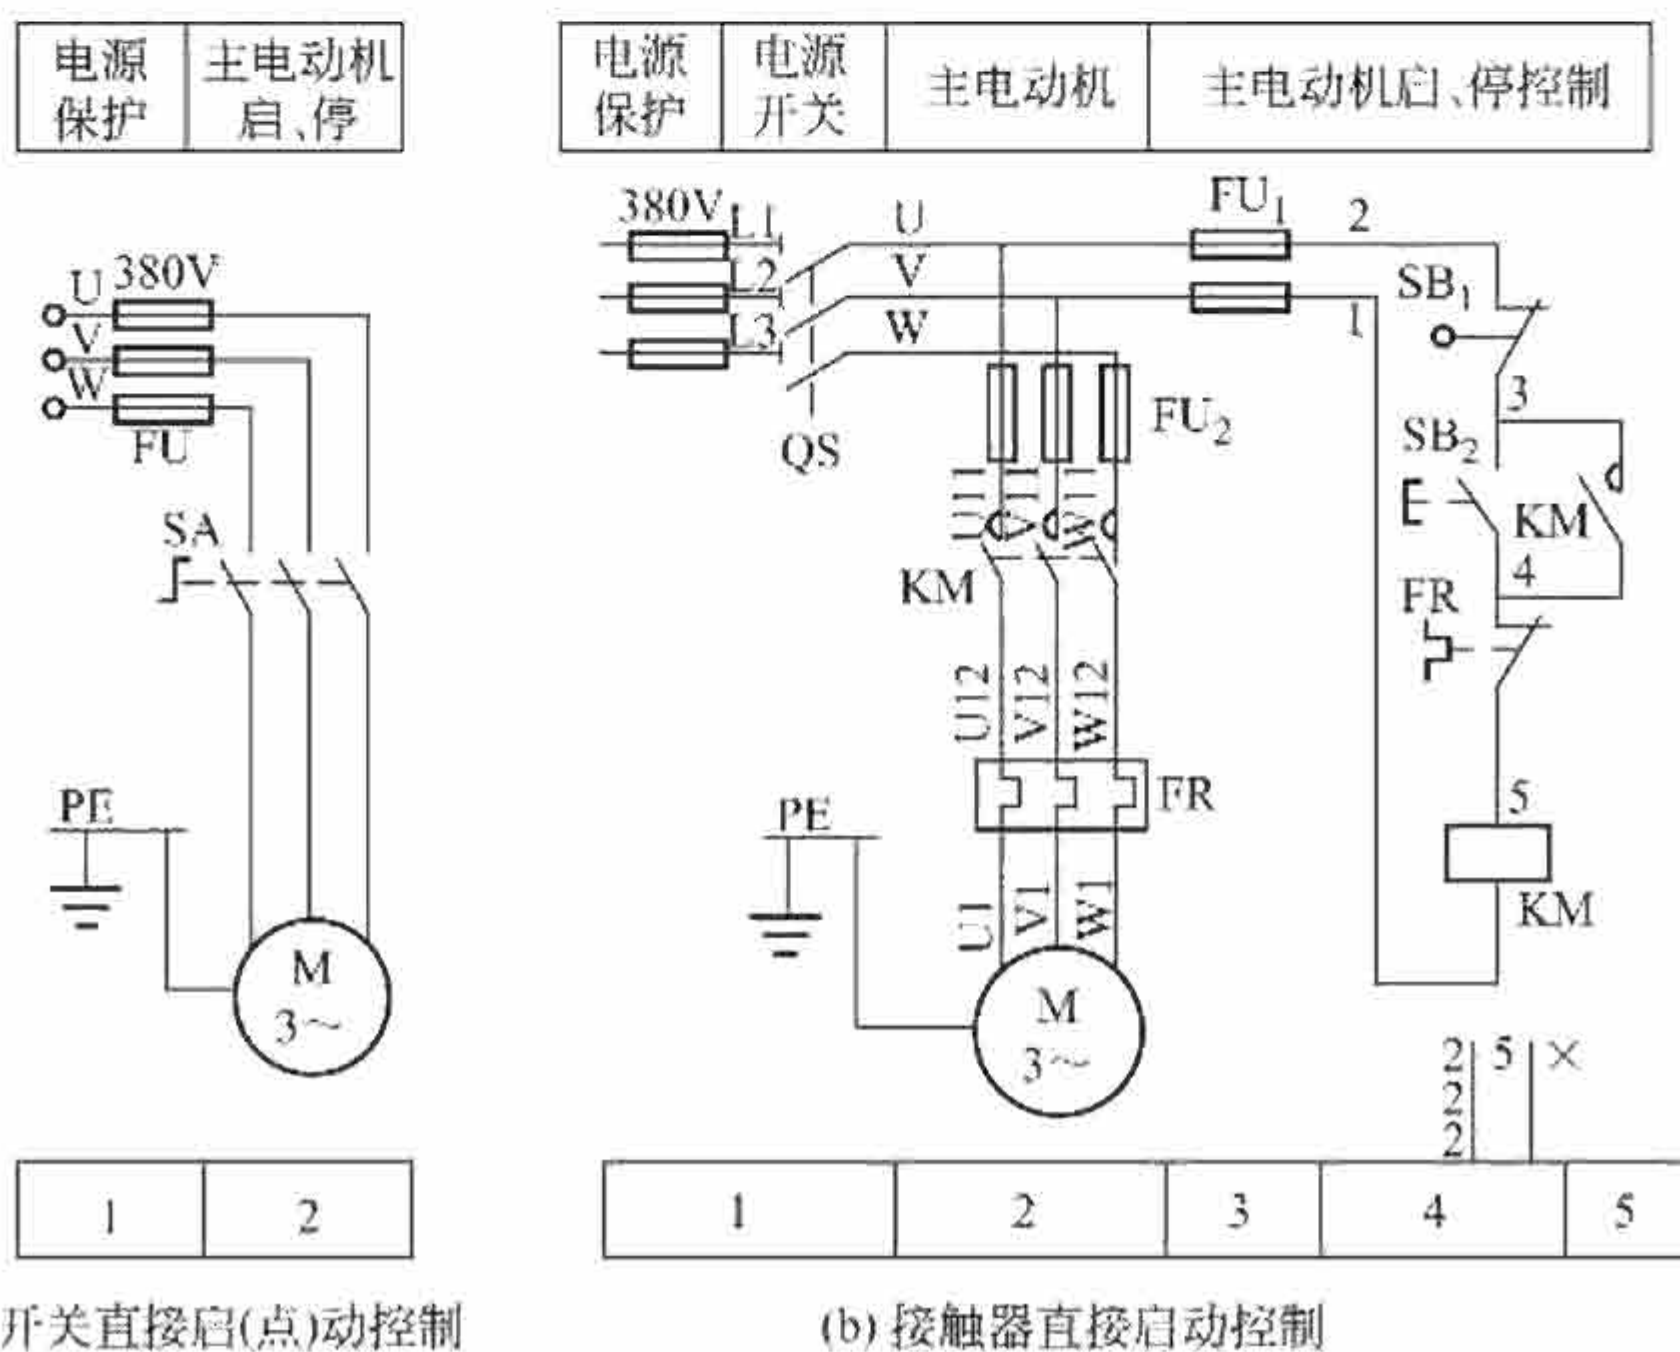 电源
保护
主电动机
启、停
电源
保护
电源
开关
主电动机
主电动机启、停控制
U
380V
V
W
FU
SA
PE
M
3～
1
2
开关直接启(点)动控制
380V
L1
L2
L3
QS
U
V
W
FU1
2
1
SB1
3
FU2
SB2
KM
4
FR
U11
V11
W11
KM
U12
V12
W12
FR
5
KM
PE
U1
V1
W1
M
3～
2
5
×
2
2
1
2
3
4
5
(b) 接触器直接启动控制